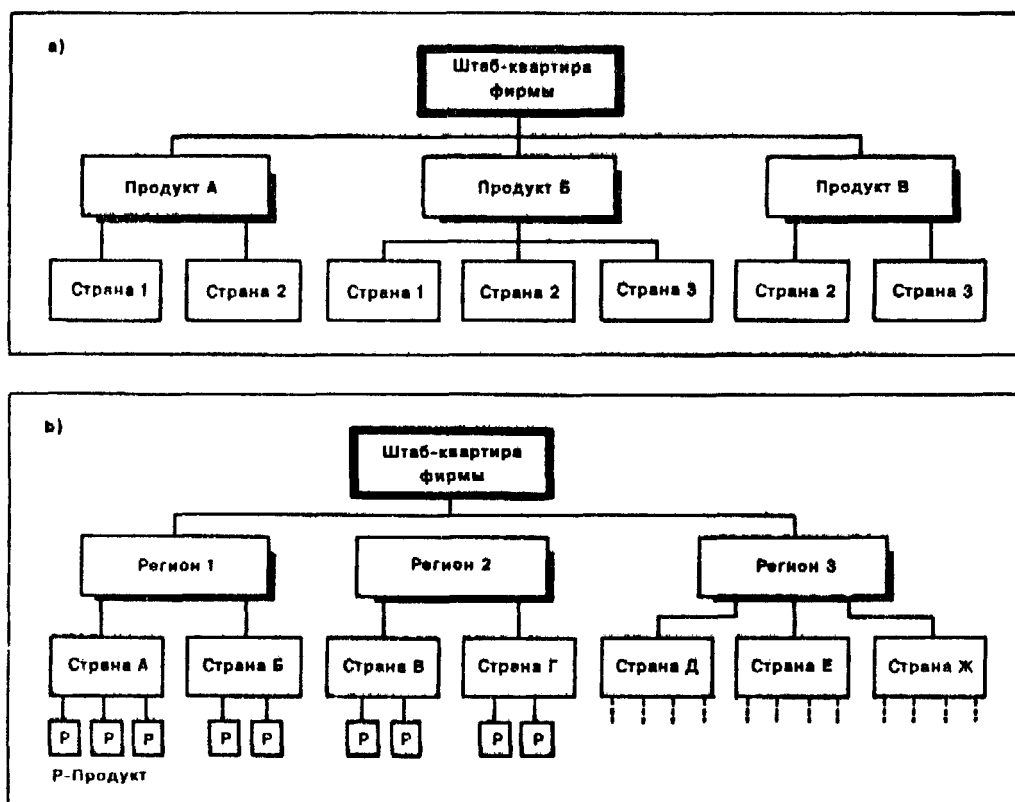 а)
Штаб-квартира
фирмы
Продукт А
Продукт Б
Продукт В
Страна 1
Страна 2
Страна 1
Страна 2
Страна 3
Страна 2
Страна 3
b)
Штаб-квартира
фирмы
Регион 1
Регион 2
Регион 3
Страна А
Страна Б
Страна В
Страна Г
Страна Д
Страна Е
Страна Ж
Р Р Р Р Р Р Р Р Р
Р-Продукт